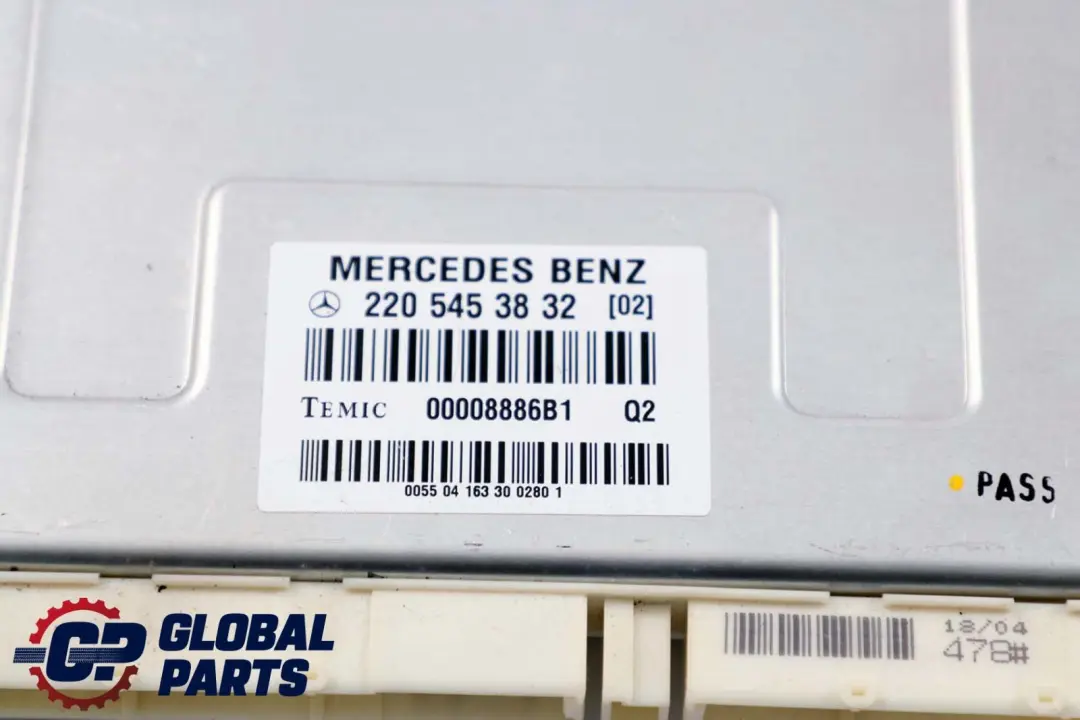 MERCEDES BENZ
220 545 38 32 [02]
TEMIC 00008886B1 Q2
0055 04 163 30 0280 1
PASS
18/04
478#
GP GLOBAL
PARTS